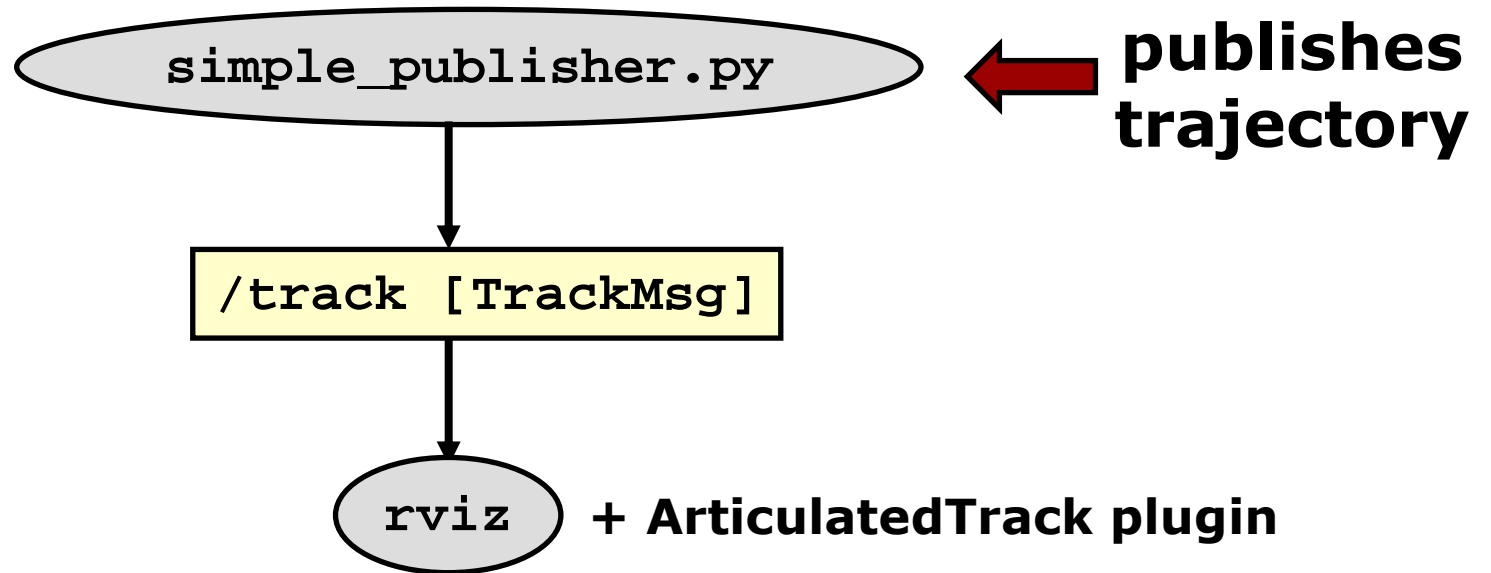 simple_publisher.py
publishes
trajectory
/track [TrackMsg]
rviz
+ ArticulatedTrack plugin